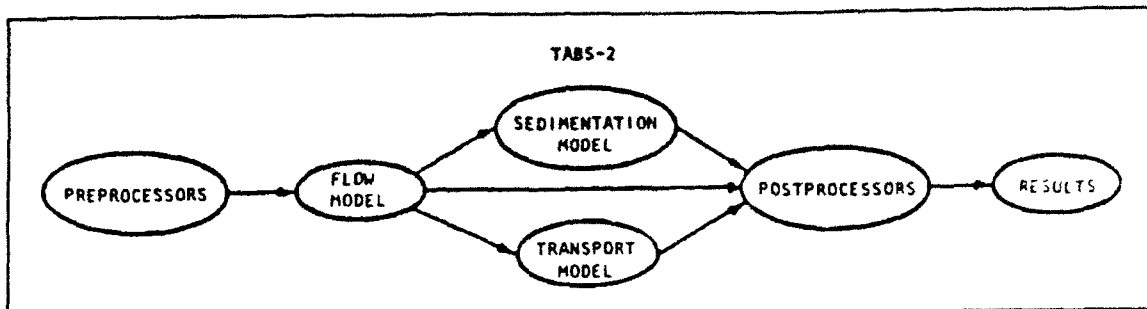 TABS-2
SEDIMENTATION
MODEL
PREPROCESSORS
FLOW
MODEL
POSTPROCESSORS
RESULTS
TRANSPORT
MODEL